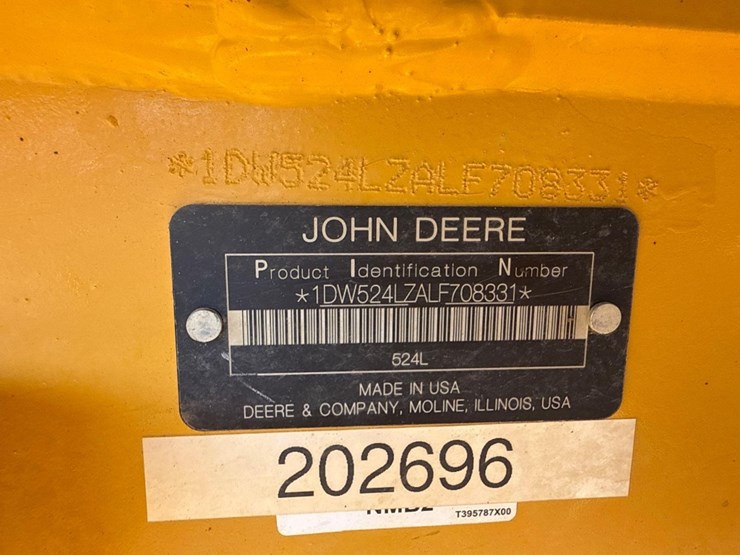 *1DW524LZALF708331*
JOHN DEERE
Product Identification Number
*1DW524LZALF708331*
524L
MADE IN USA
DEERE & COMPANY, MOLINE, ILLINOIS, USA
202696
T395787X00